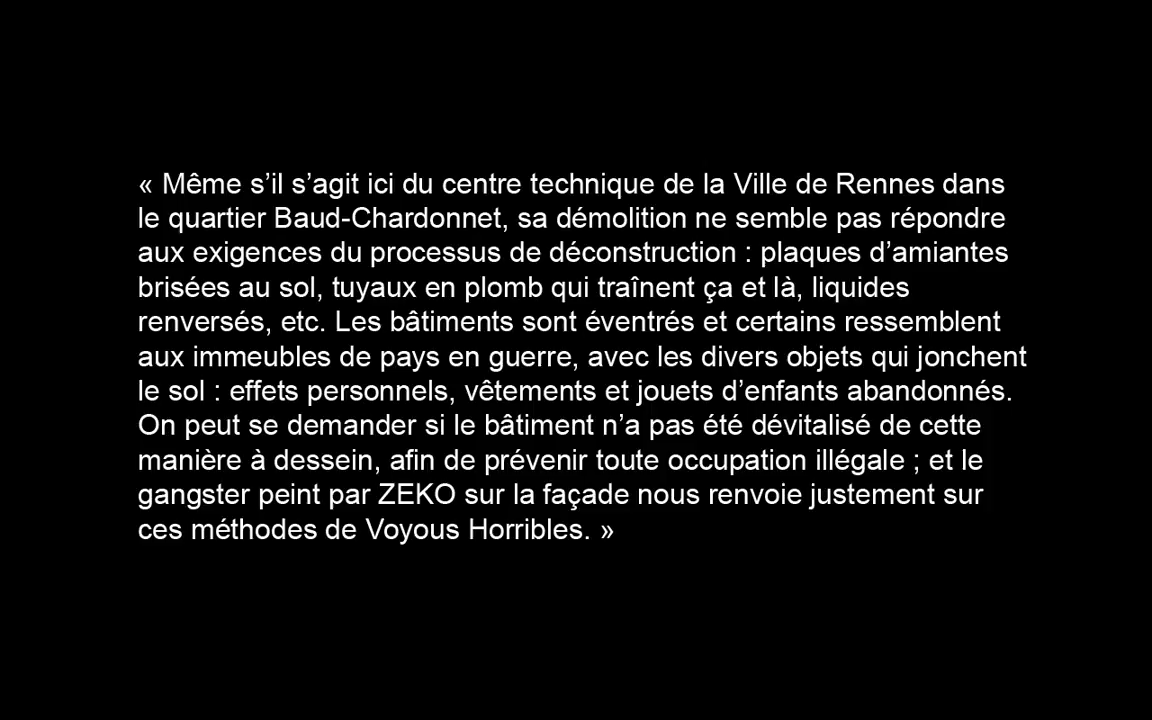 « Même s’il s’agit ici du centre technique de la Ville de Rennes dans
le quartier Baud-Chardonnet, sa démolition ne semble pas répondre
aux exigences du processus de déconstruction : plaques d’amiantes
brisées au sol, tuyaux en plomb qui traînent ça et là, liquides
renversés, etc. Les bâtiments sont éventrés et certains ressemblent
aux immeubles de pays en guerre, avec les divers objets qui jonchent
le sol : effets personnels, vêtements et jouets d’enfants abandonnés.
On peut se demander si le bâtiment n’a pas été dévitalisé de cette
manière à dessein, afin de prévenir toute occupation illégale ; et le
gangster peint par ZEKO sur la façade nous renvoie justement sur
ces méthodes de Voyous Horribles. »